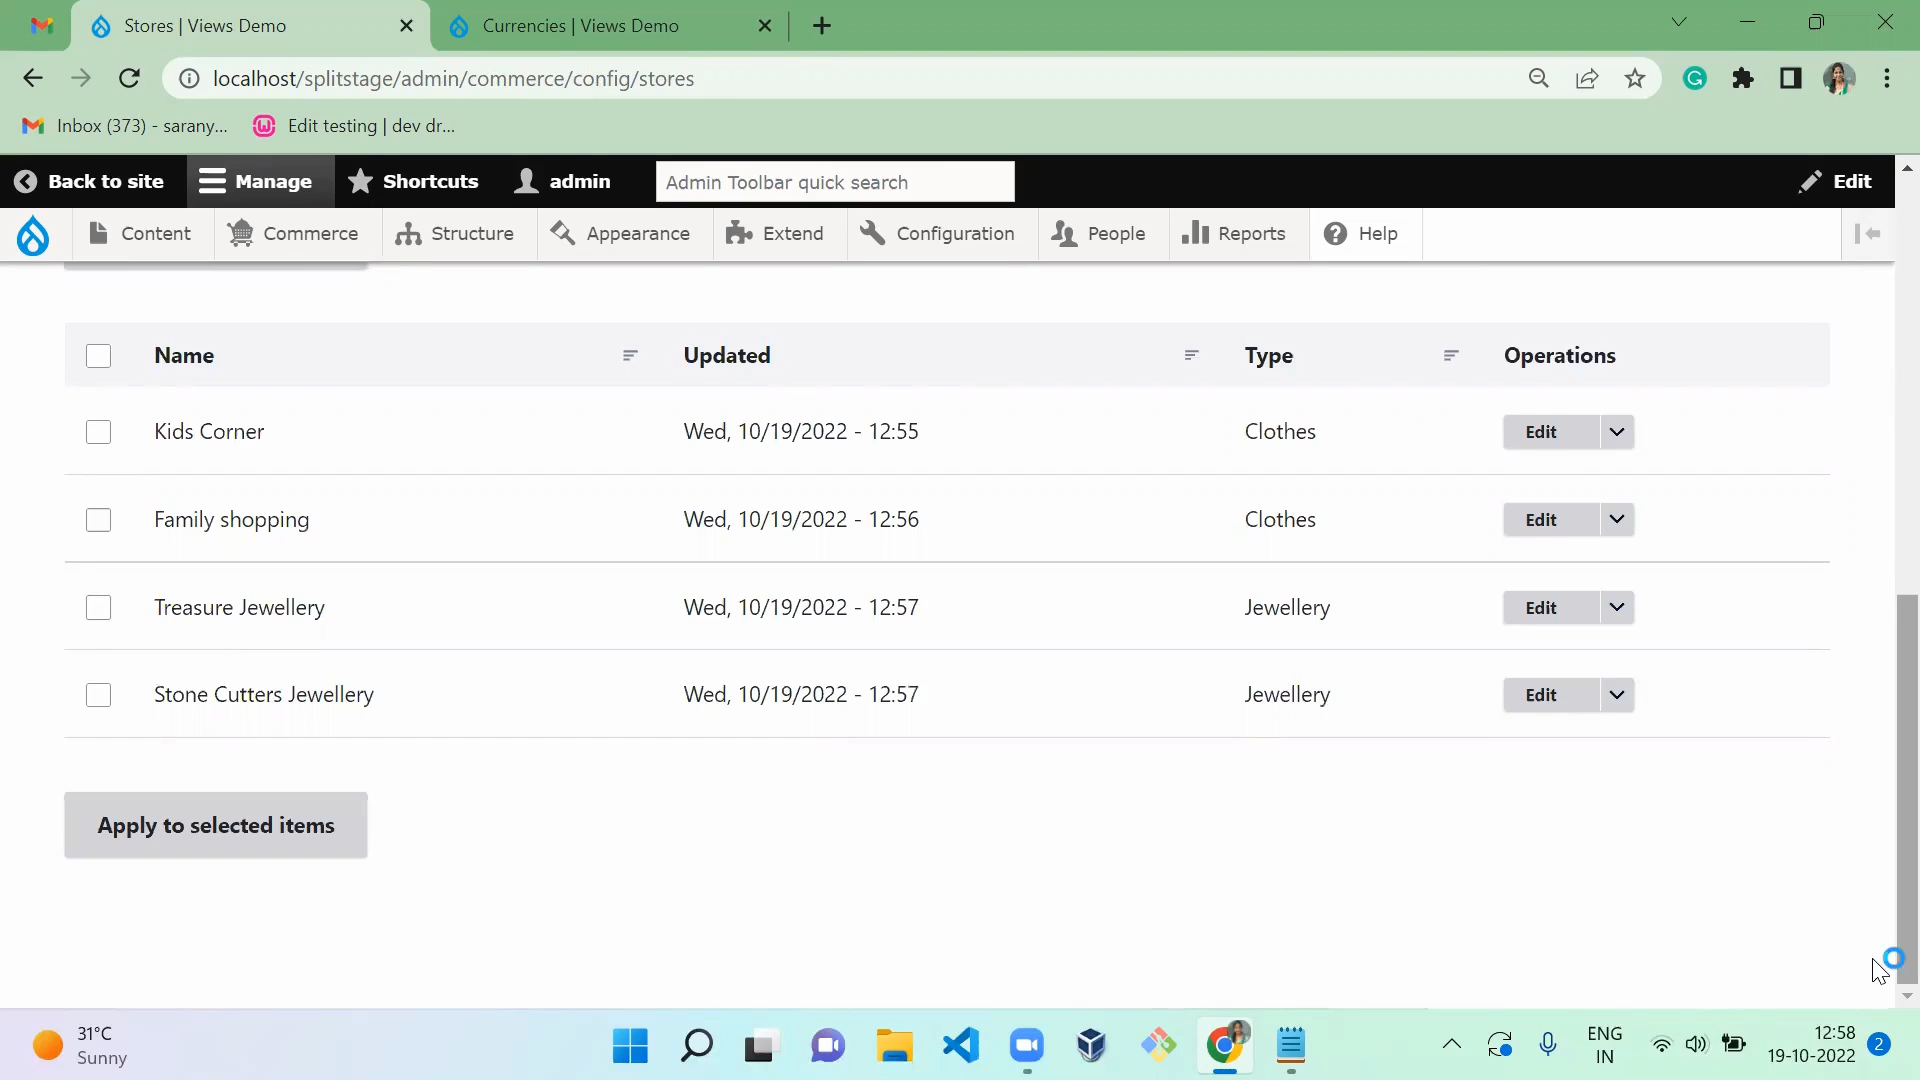 Stores | Views Demo
Currencies | Views Demo
localhost/splitstage/admin/commerce/config/stores
Inbox (373) - sarany...
Edit testing | dev dr...
Back to site
Manage
Shortcuts
admin
Admin Toolbar quick search
Edit
Content
Commerce
Structure
Appearance
Extend
Configuration
People
Reports
Help
Name Updated Type Operations
Kids Corner Wed, 10/19/2022 - 12:55 Clothes Edit
Family shopping Wed, 10/19/2022 - 12:56 Clothes Edit
Treasure Jewellery Wed, 10/19/2022 - 12:57 Jewellery Edit
Stone Cutters Jewellery Wed, 10/19/2022 - 12:57 Jewellery Edit
Apply to selected items
31°C
Sunny
ENG
IN
12:58
19-10-2022
2